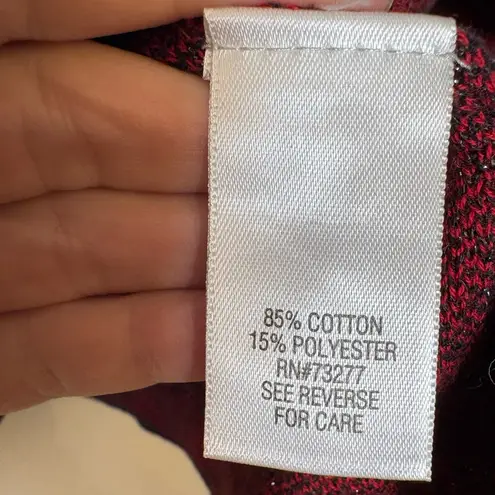 85% COTTON
15% POLYESTER
RN#73277
SEE REVERSE
FOR CARE